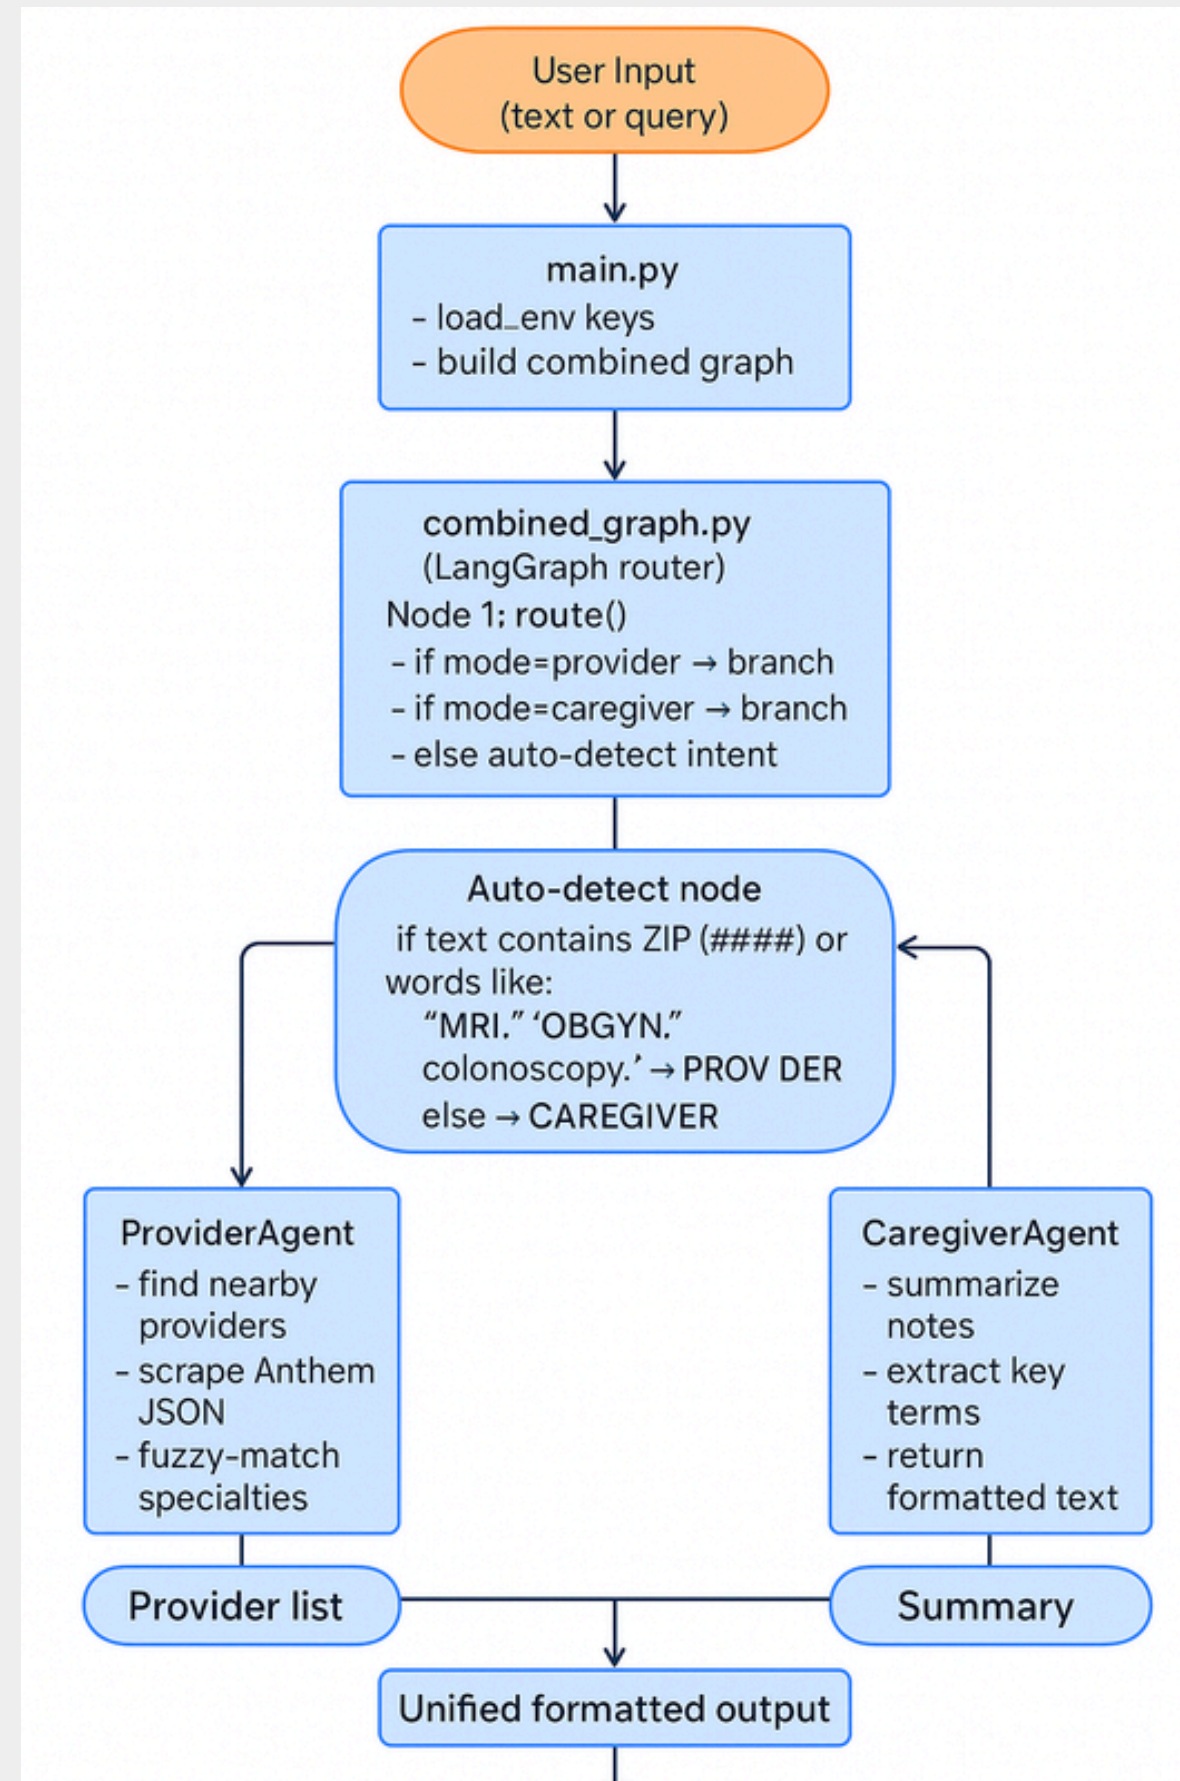 User Input
(text or query)
main.py
- load_env keys
- build combined graph
combined_graph.py
(LangGraph router)
Node 1: route()
- if mode=provider → branch
- if mode=caregiver → branch
- else auto-detect intent
Auto-detect node
if text contains ZIP (####) or
words like:
“MRI.” ‘OBGYN.”
colonoscopy.’ → PROV DER
else → CAREGIVER
ProviderAgent
- find nearby
providers
- scrape Anthem
JSON
- fuzzy-match
specialties
CaregiverAgent
- summarize
notes
- extract key
terms
- return
formatted text
Provider list
Summary
Unified formatted output